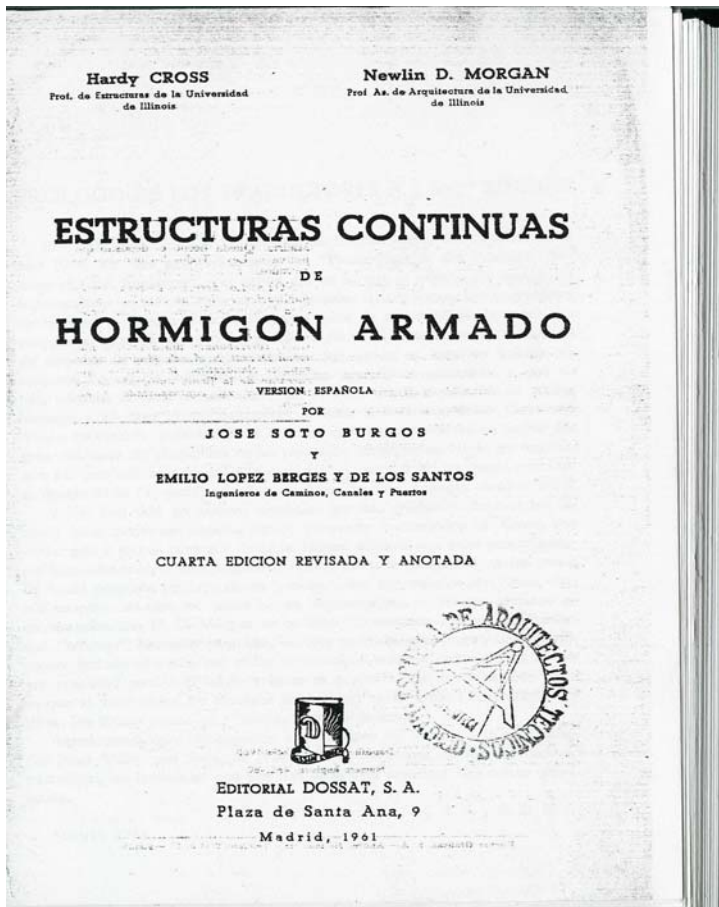 Hardy CROSS
Prof. de Estructuras de la Universidad
de Illinois
Newlin D. MORGAN
Prof As. de Arquitectura de la Universidad
de Illinois
ESTRUCTURAS CONTINUAS
DE
HORMIGON ARMADO
VERSION ESPAÑOLA
POR
JOSE SOTO BURGOS
Y
EMILIO LOPEZ BERGES Y DE LOS SANTOS
Ingenieros de Caminos, Canales y Puertos
CUARTA EDICION REVISADA Y ANOTADA
DE ARQUITECTOS TECNICOS
MADRID
D
EDITORIAL DOSSAT, S. A.
Plaza de Santa Ana, 9
Madrid, 1961